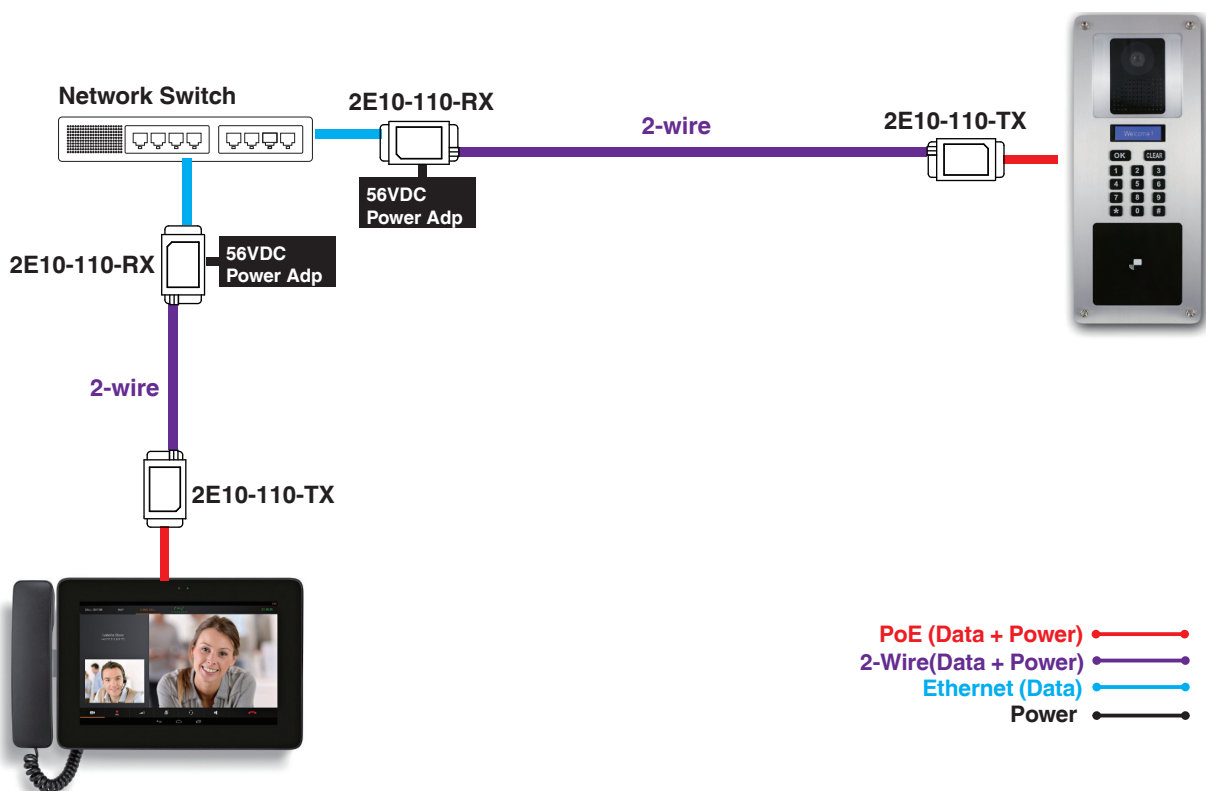 Network Switch
2E10-110-RX
2-wire
2E10-110-TX
56VDC
Power Adp
2E10-110-RX
56VDC
Power Adp
2-wire
2E10-110-TX
Welcome!
OK CLEAR
1 2 3
4 5 6
7 8 9
* 0 #
PoE (Data + Power)
2-Wire(Data + Power)
Ethernet (Data)
Power